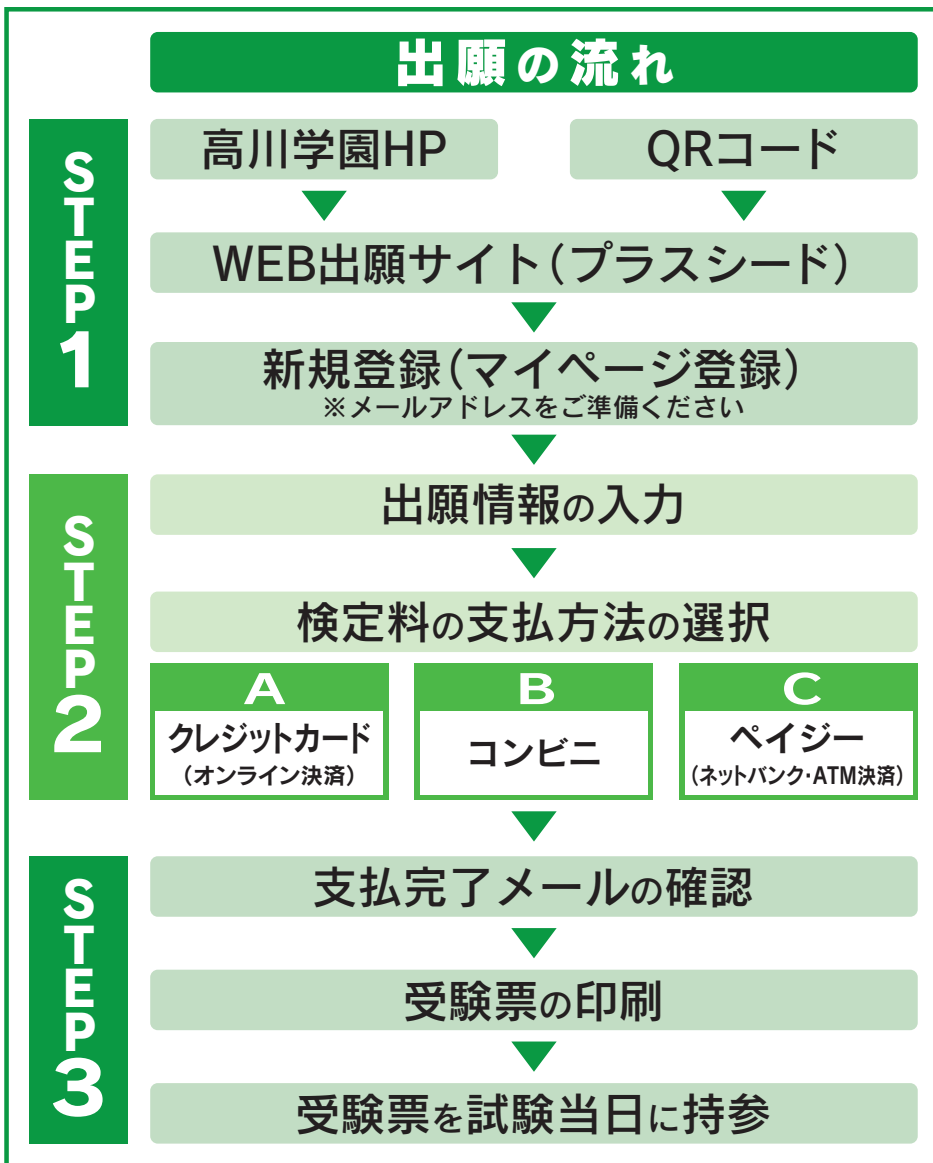 出願の流れ
STEP1
高川学園HP
QRコード
WEB出願サイト(プラスシード)
新規登録(マイページ登録)
※メールアドレスをご準備ください
STEP2
出願情報の入力
検定料の支払方法の選択
A
クレジットカード
(オンライン決済)
B
コンビニ
C
ペイジー
(ネットバンク・ATM決済)
STEP3
支払完了メールの確認
受験票の印刷
受験票を試験当日に持参